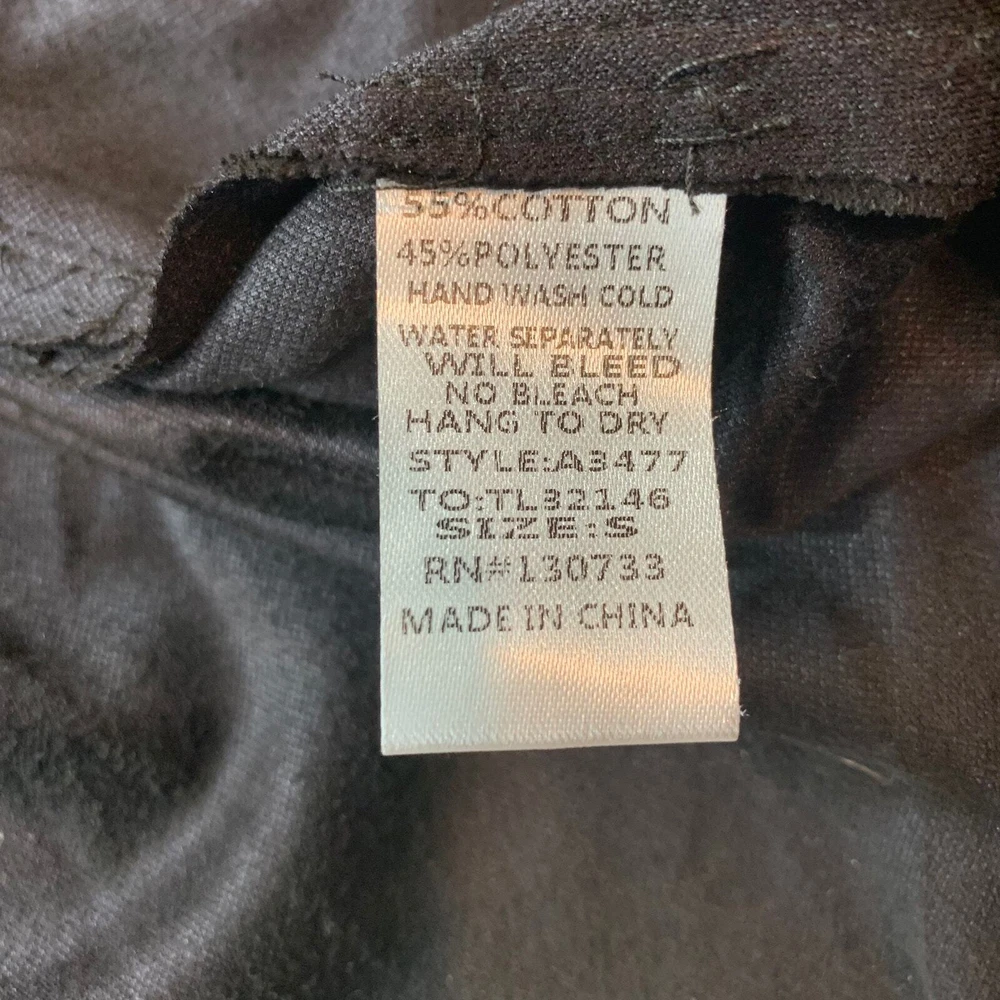 55%COTTON
45%POLYESTER
HAND WASH COLD
WATER SEPARATELY
WILL BLEED
NO BLEACH
HANG TO DRY
STYLE:A3477
TO:TL32146
SIZE:S
RN#130733
MADE IN CHINA